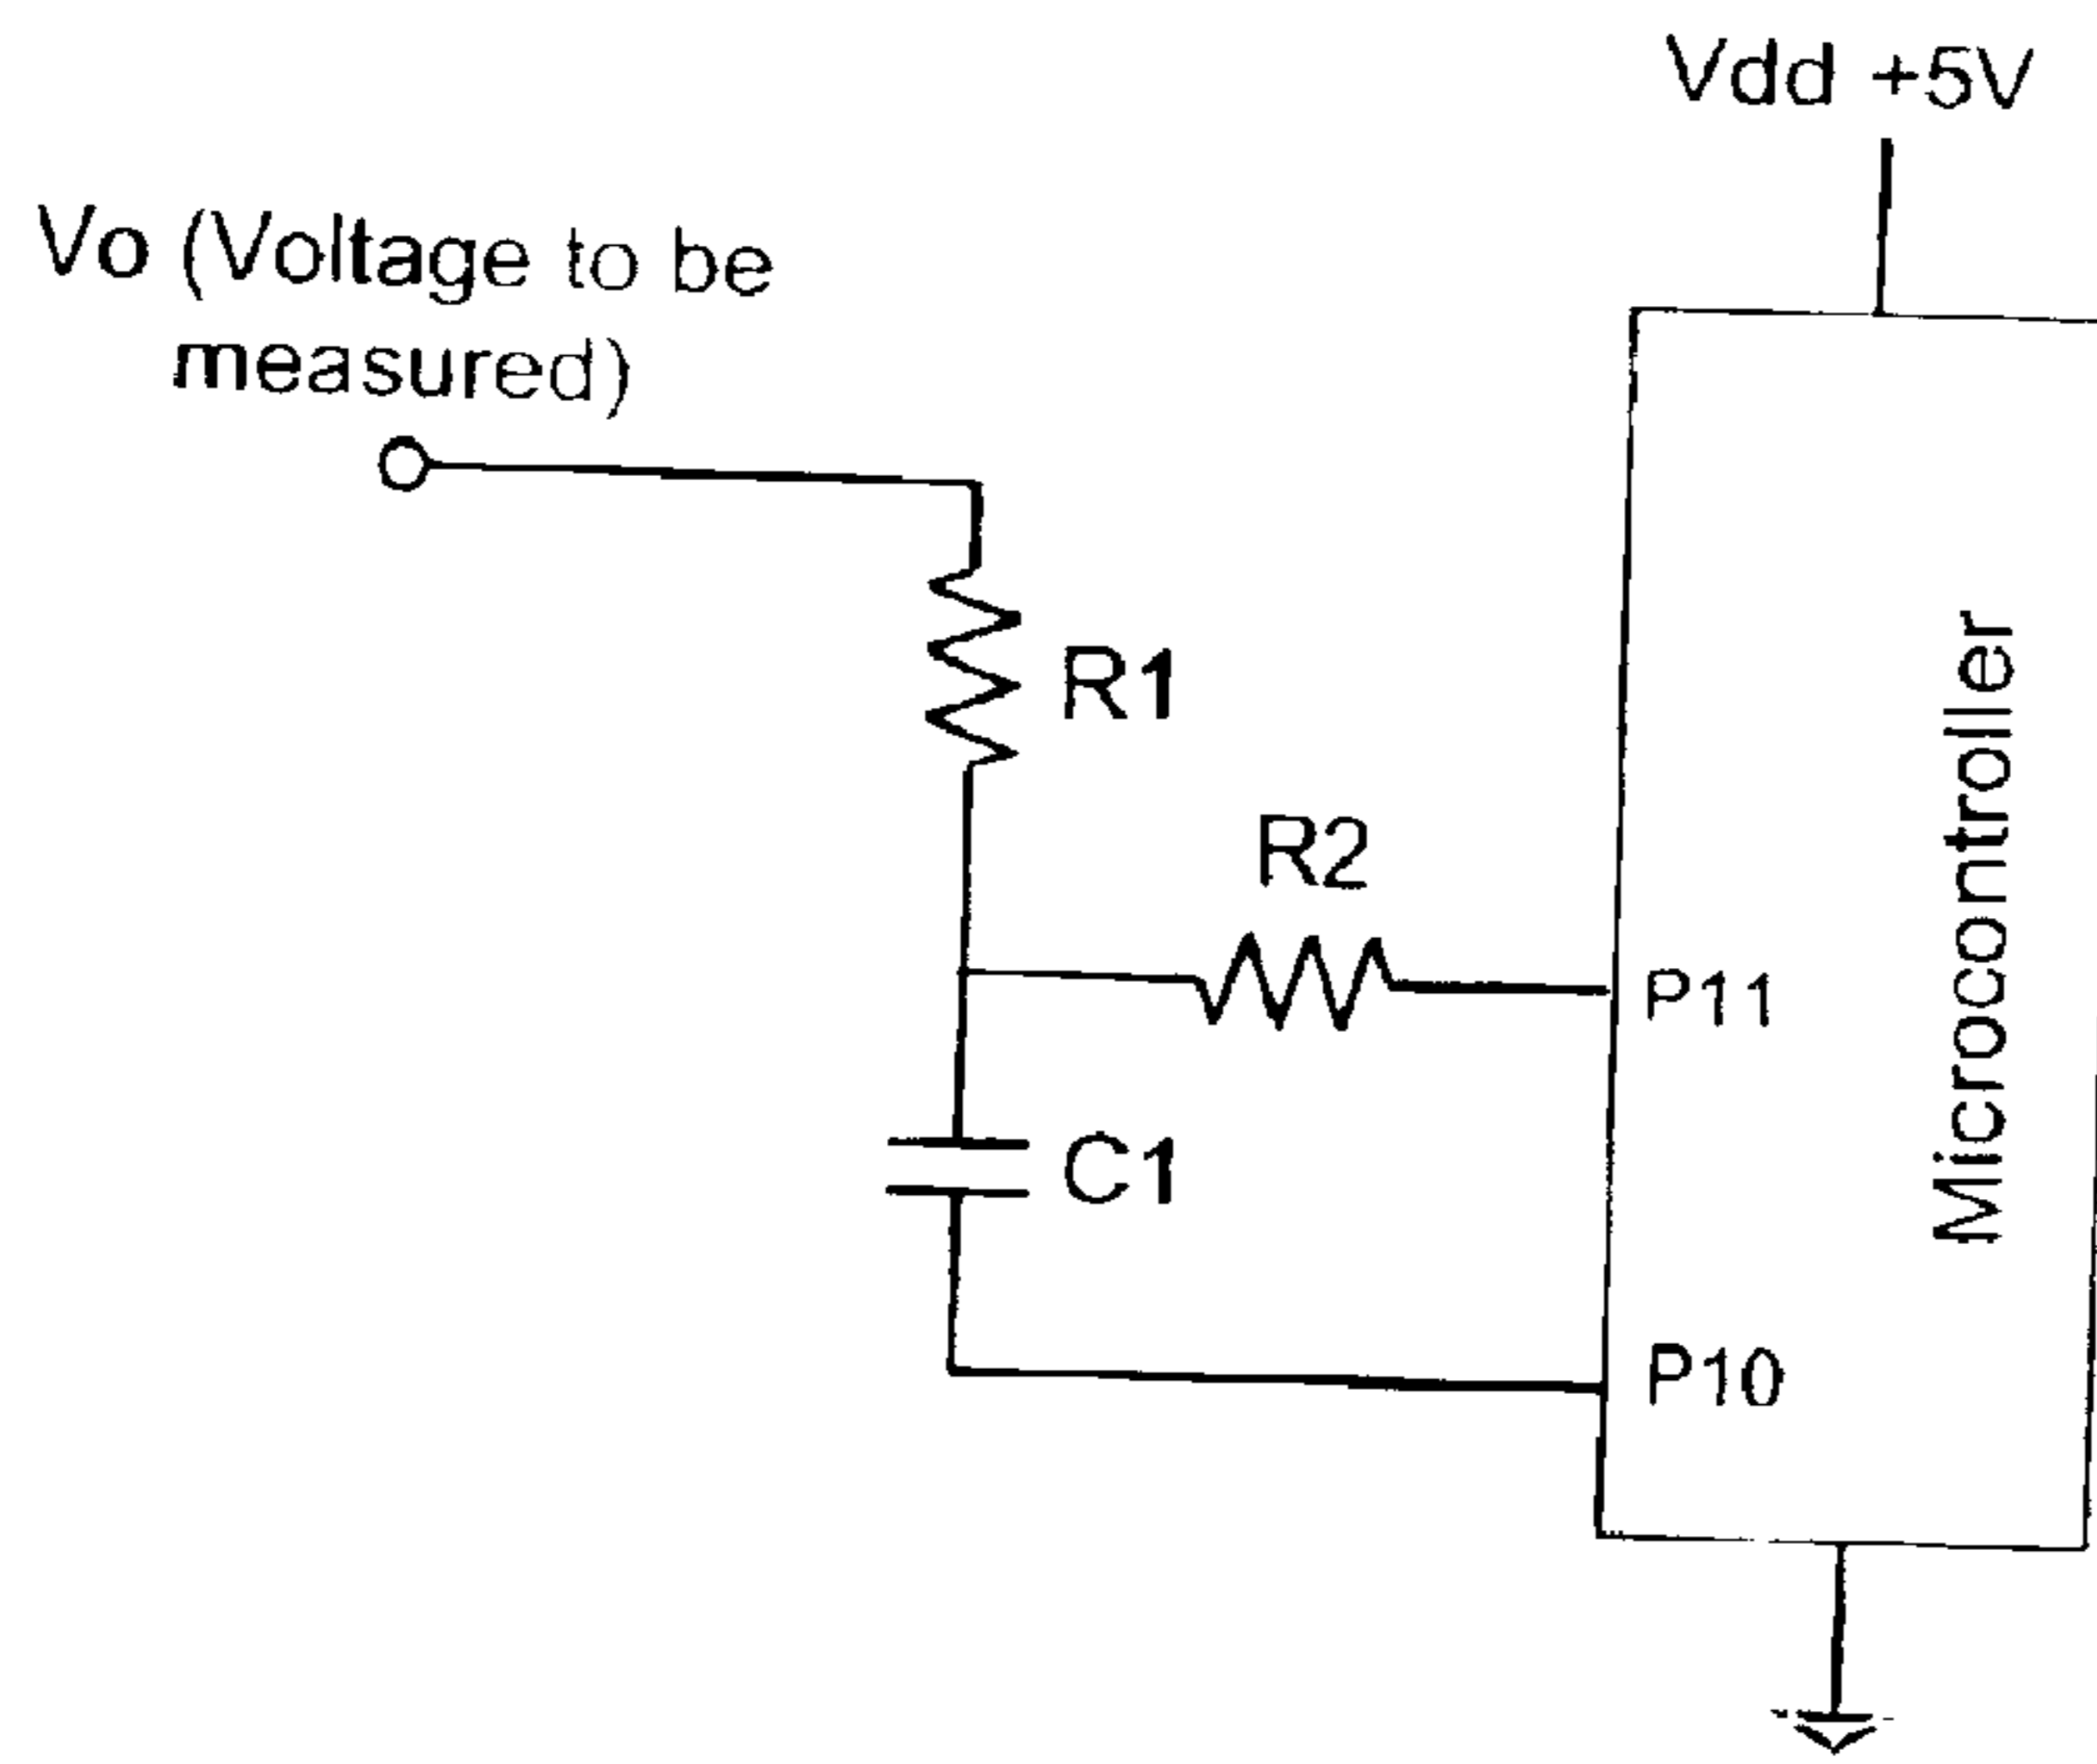 Vdd +5V
Vo (Voltage to be
measured)
R1
R2
P11
Microcontroller
C1
P10